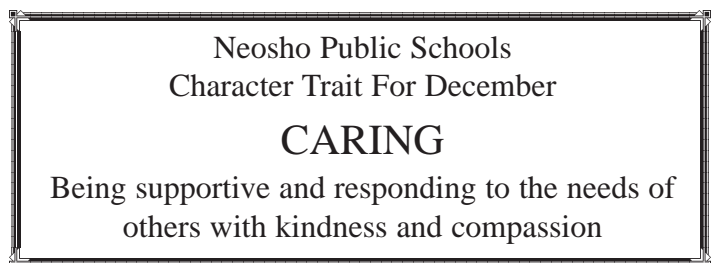 Neosho Public Schools
Character Trait For December
CARING
Being supportive and responding to the needs of
others with kindness and compassion